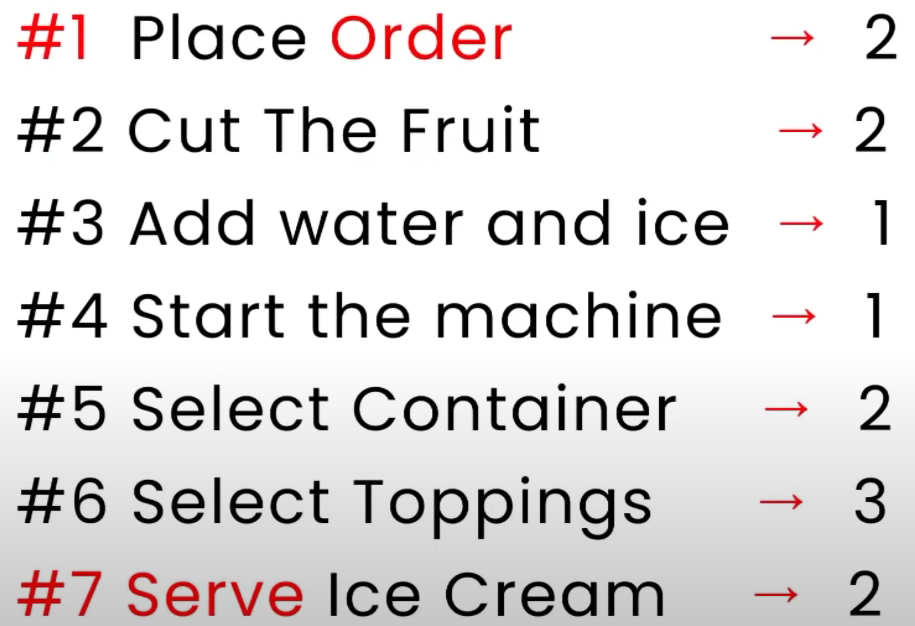 #1 Place Order → 2
#2 Cut The Fruit → 2
#3 Add water and ice → 1
#4 Start the machine → 1
#5 Select Container → 2
#6 Select Toppings → 3
#7 Serve Ice Cream → 2